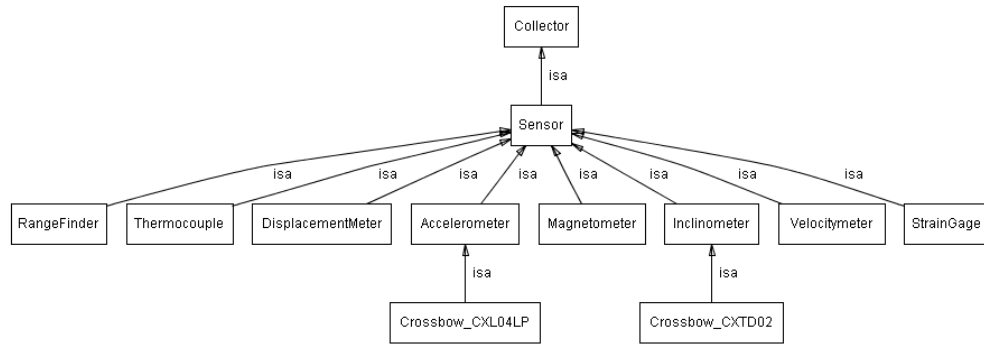 Collector
isa
Sensor
isa isa isa isa isa isa isa isa
RangeFinder Thermocouple DisplacementMeter Accelerometer Magnetometer Inclinometer Velocitymeter StrainGage
isa isa
Crossbow_CXL04LP Crossbow_CXTD02